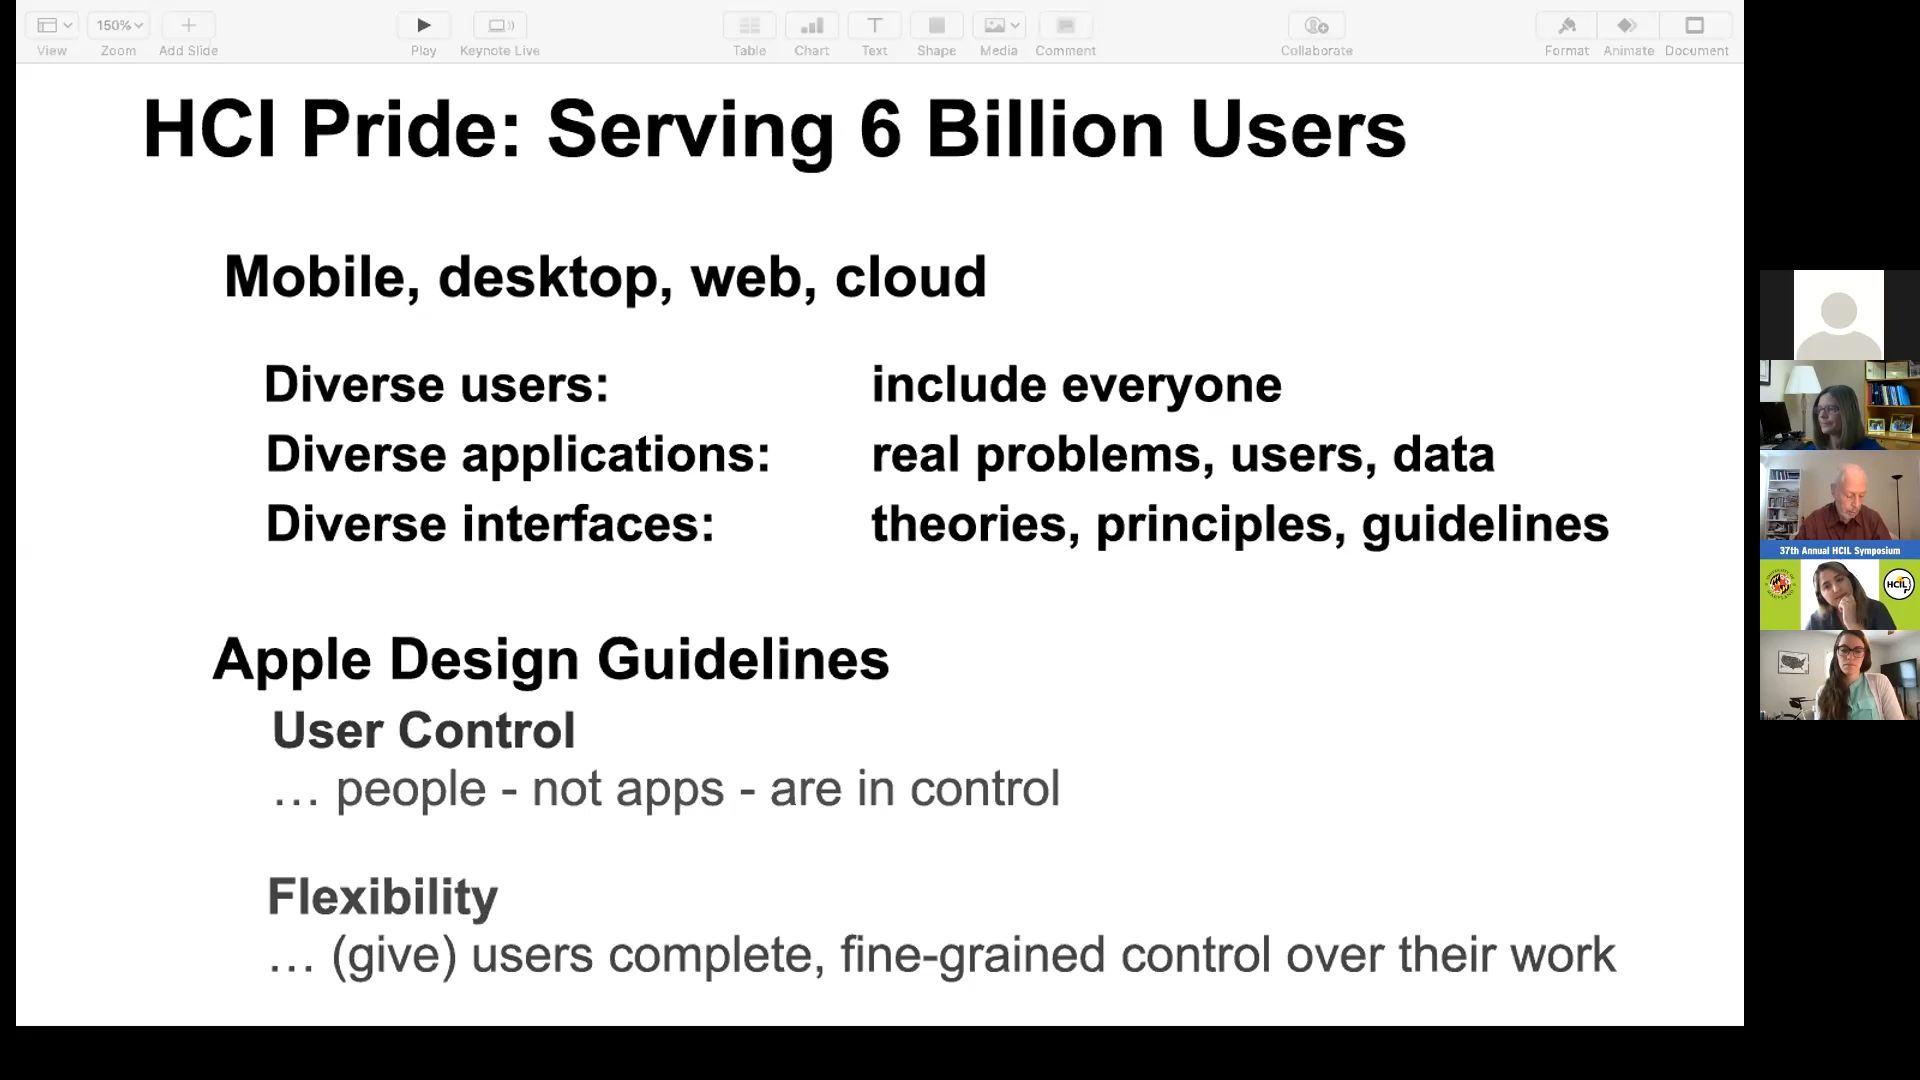 150%
View
Zoom
Add Slide
Play
Keynote Live
Table
Chart
Text
Shape
Media
Comment
Collaborate
Format
Animate
Document
HCI Pride: Serving 6 Billion Users
Mobile, desktop, web, cloud
Diverse users: include everyone
Diverse applications: real problems, users, data
Diverse interfaces: theories, principles, guidelines
Apple Design Guidelines
User Control
… people - not apps - are in control
Flexibility
… (give) users complete, fine-grained control over their work
37th Annual HCIL Symposium
HCIL